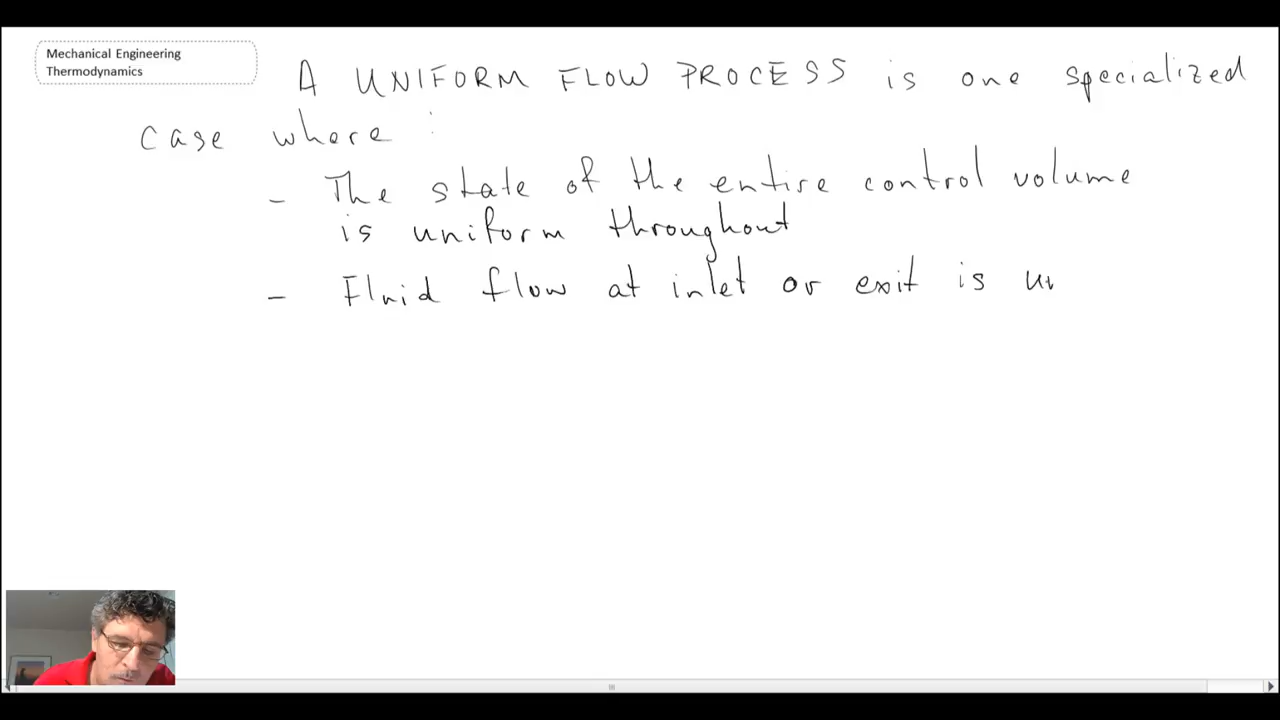 Mechanical Engineering
Thermodynamics
A UNIFORM FLOW PROCESS is one specialized
case where :
- The state of the entire control volume
is uniform throughout
- Fluid flow at inlet or exit is